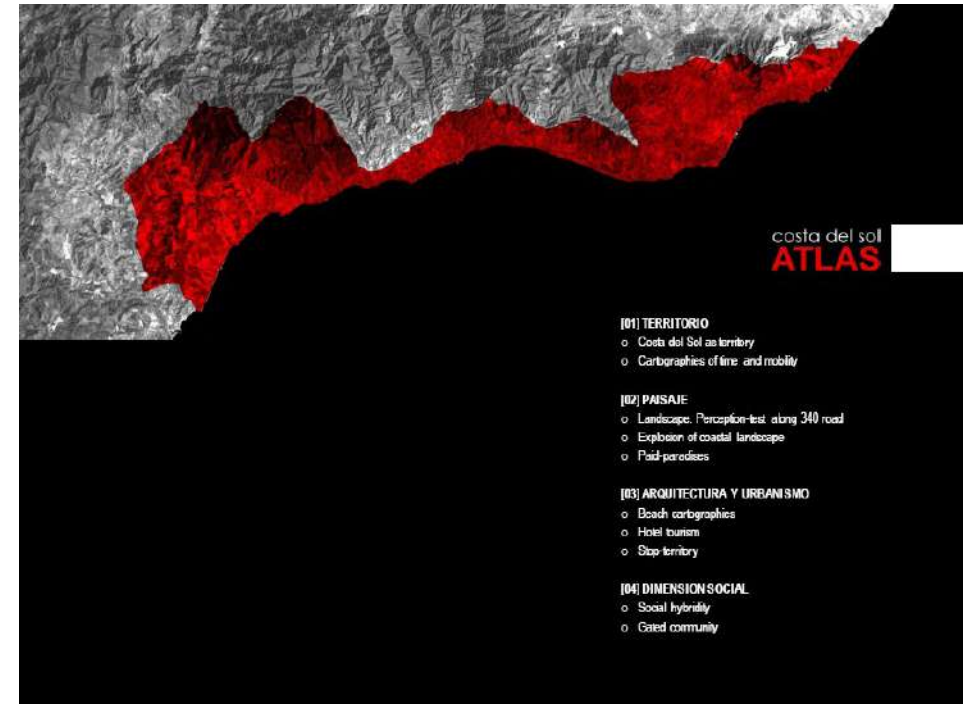 costa del sol
ATLAS
[01] TERRITORIO
o Costa del Sol as territory
o Cartographies of time and mobility
[02] PAISAJE
o Landscape. Perception-test along 340 road
o Explosion of coastal landscape
o Paid-paradises
[03] ARQUITECTURA Y URBANISMO
o Beach cartographies
o Hotel tourism
o Stop-territory
[04] DIMENSION SOCIAL
o Social hybridity
o Gated community